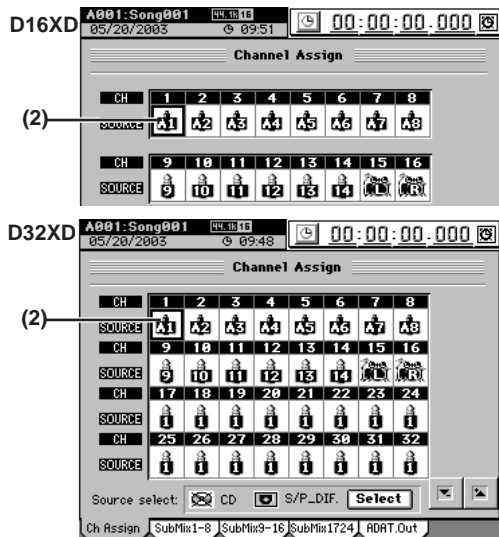 D16XD
A001:Song001 44.1k 16
05/20/2003 09:51 00:00:00.000
Channel Assign
CH 1 2 3 4 5 6 7 8
(2)
SOURCE A1 A2 A3 A4 A5 A6 A7 A8
CH 9 10 11 12 13 14 15 16
SOURCE 9 10 11 12 13 14 L R
D32XD
A001:Song001 44.1k 16
05/20/2003 09:48 00:00:00.000
Channel Assign
CH 1 2 3 4 5 6 7 8
(2)
SOURCE A1 A2 A3 A4 A5 A6 A7 A8
CH 9 10 11 12 13 14 15 16
SOURCE 9 10 11 12 13 14 L R
CH 17 18 19 20 21 22 23 24
SOURCE 1 1 1 1 1 1 1 1
CH 25 26 27 28 29 30 31 32
SOURCE 1 1 1 1 1 1 1 1
Source select: CD S/P_DIF. Select
Ch Assign SubMix1-8 SubMix9-16 SubMix1724 ADAT.Out